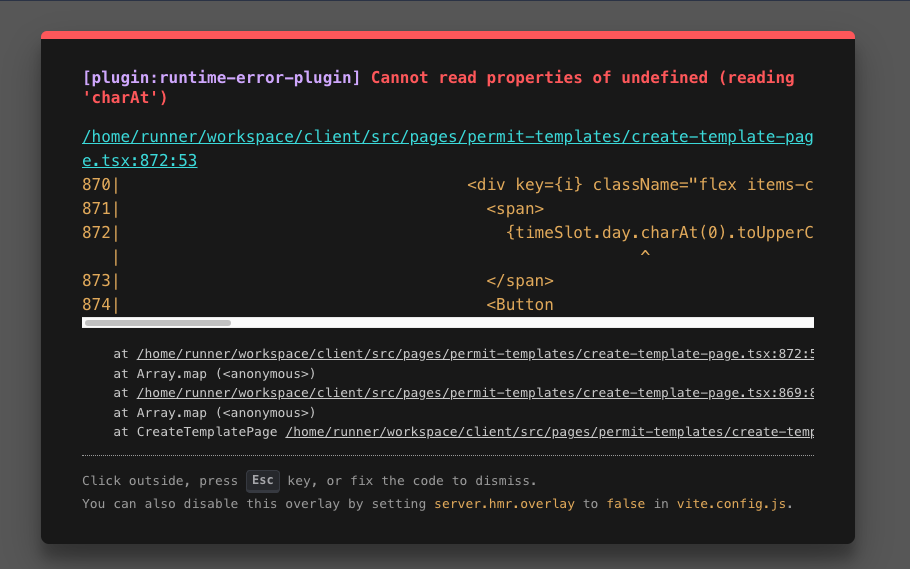 [plugin:runtime-error-plugin] Cannot read properties of undefined (reading
'charAt')
/home/runner/workspace/client/src/pages/permit-templates/create-template-pag
e.tsx:872:53
870|                                    <div key={i} className="flex items-c
871|                                      <span>
872|                                        {timeSlot.day.charAt(0).toUpperC
   |                                                      ^
873|                                      </span>
874|                                      <Button
at /home/runner/workspace/client/src/pages/permit-templates/create-template-page.tsx:872:5
at Array.map (<anonymous>)
at /home/runner/workspace/client/src/pages/permit-templates/create-template-page.tsx:869:8
at Array.map (<anonymous>)
at CreateTemplatePage /home/runner/workspace/client/src/pages/permit-templates/create-temp
Click outside, press Esc key, or fix the code to dismiss.
You can also disable this overlay by setting server.hmr.overlay to false in vite.config.js.